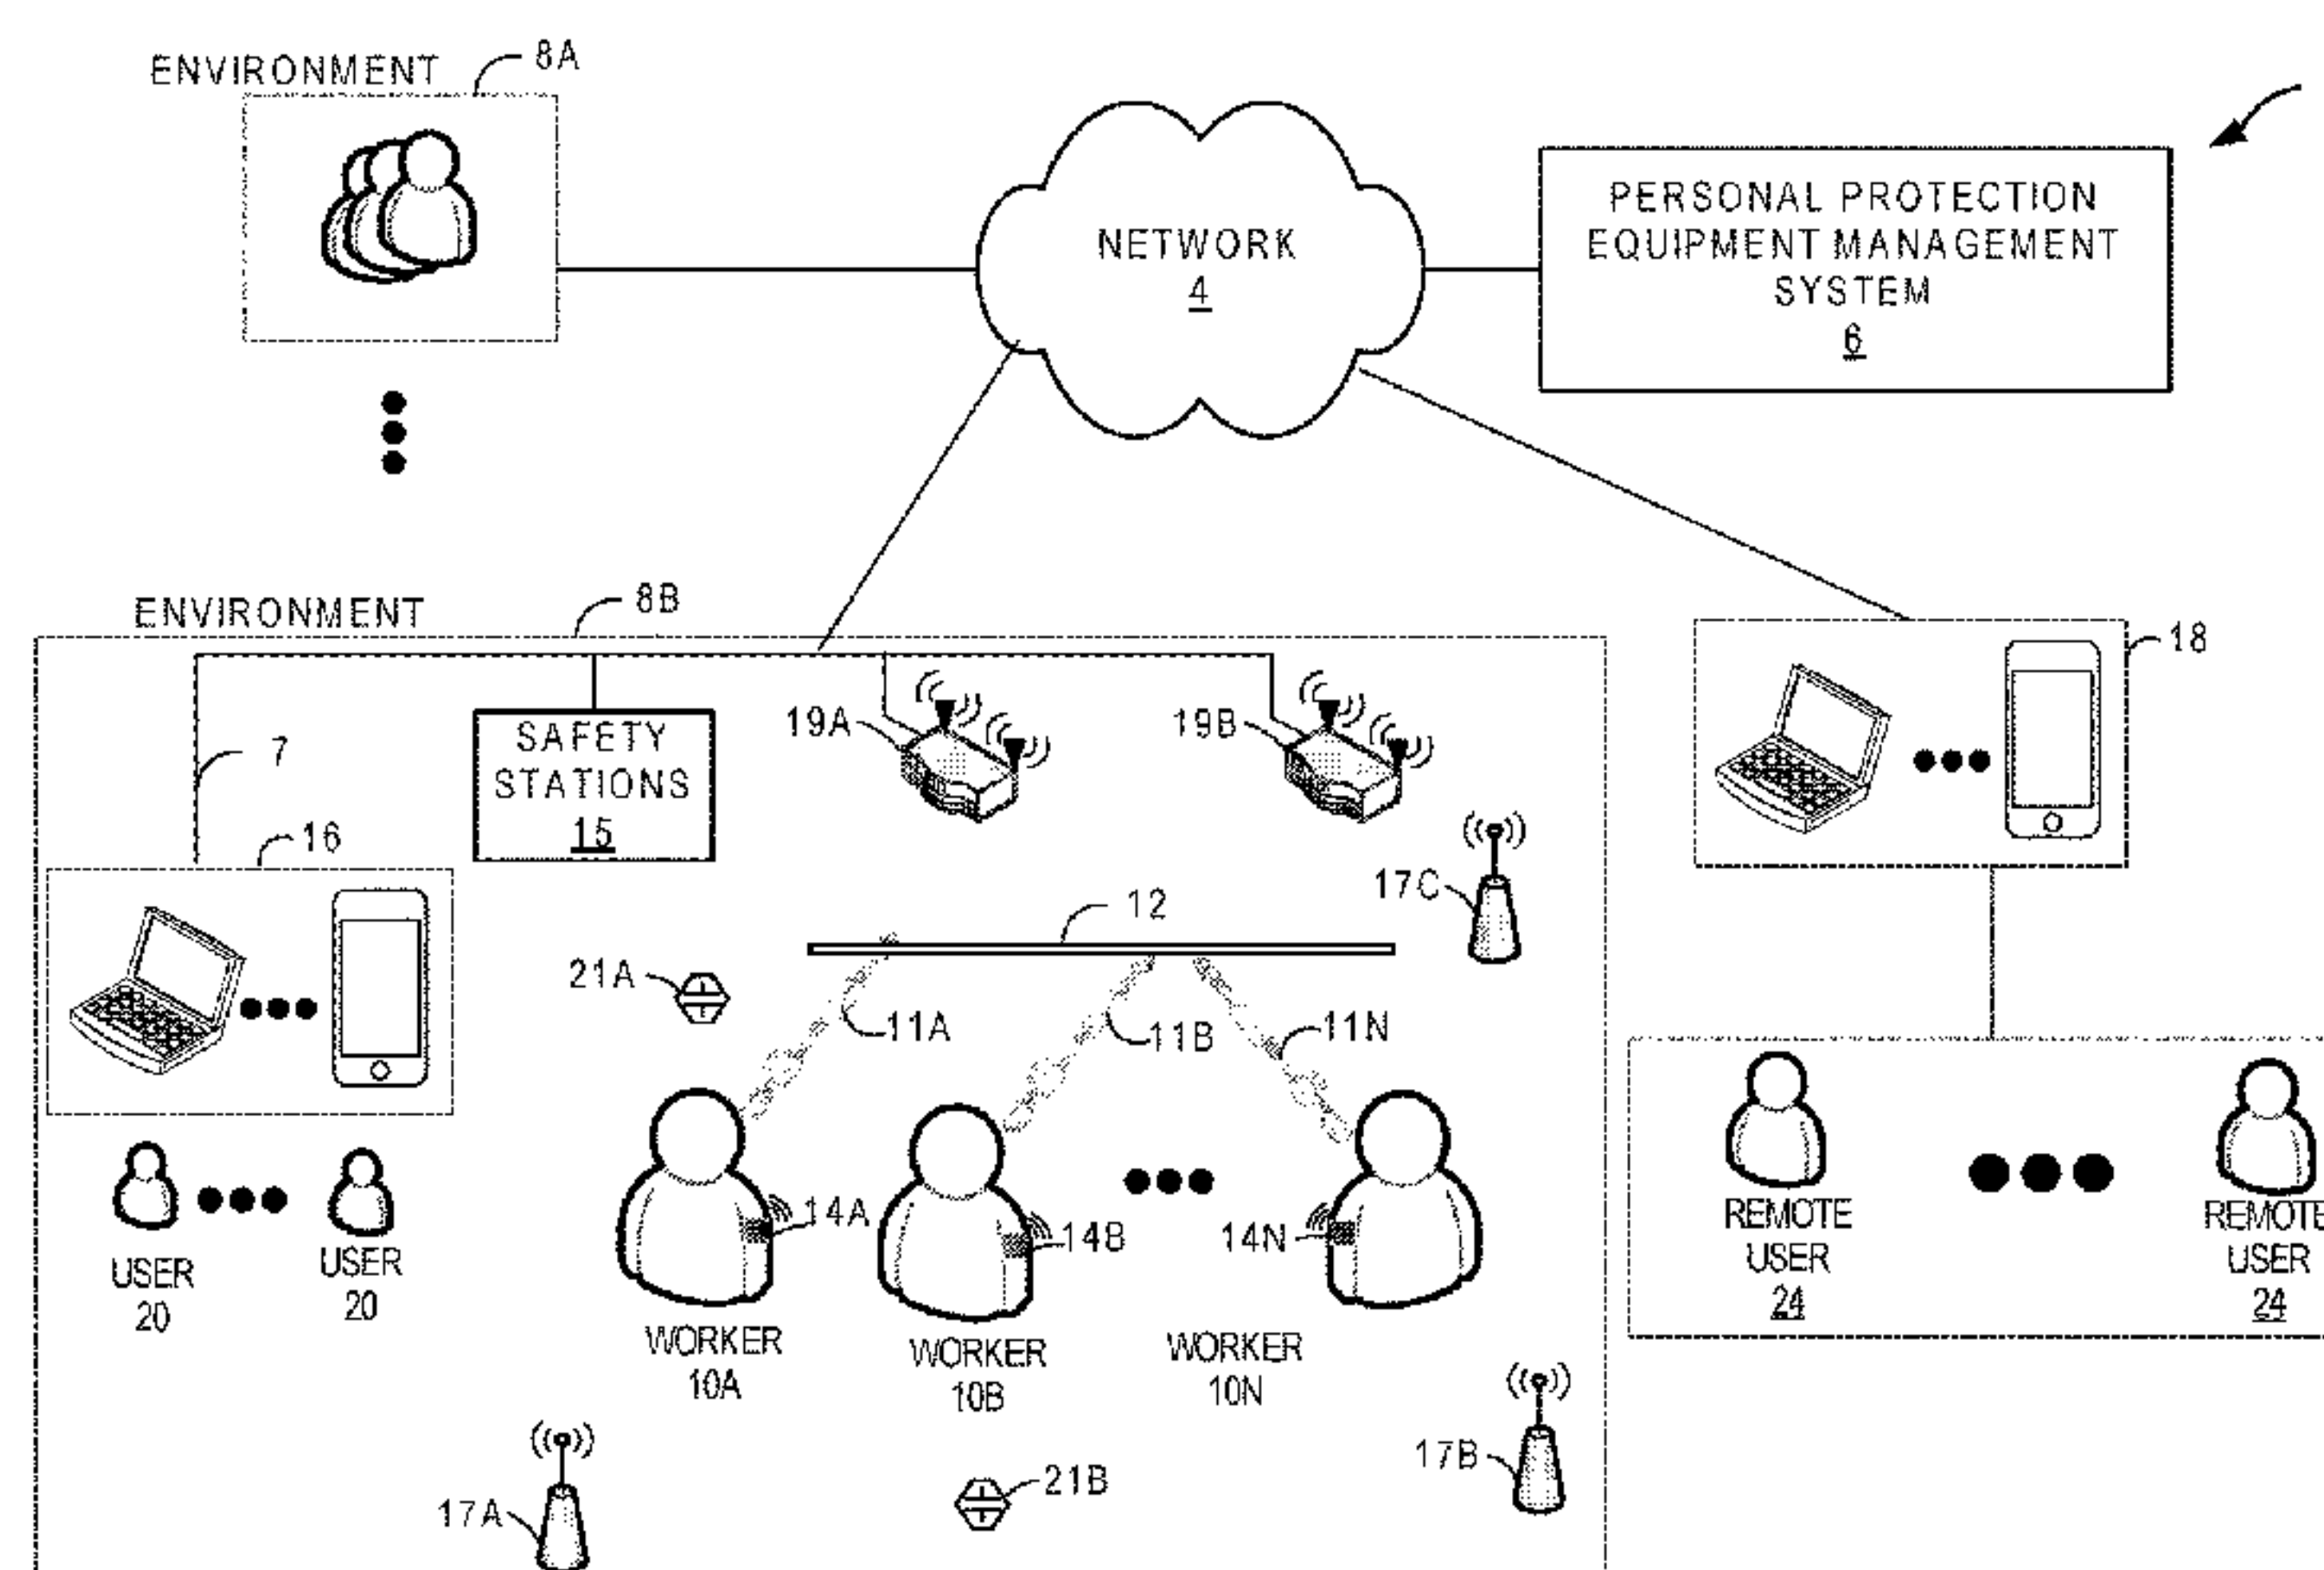 ENVIRONMENT
8A
NETWORK
4
PERSONAL PROTECTION
EQUIPMENT MANAGEMENT
SYSTEM
6
ENVIRONMENT
8B
7
SAFETY
STATIONS
15
19A
19B
18
16
17C
12
21A
11A
11B
11N
14A
14B
14N
USER
20
USER
20
WORKER
10A
WORKER
10B
WORKER
10N
REMOTE
USER
24
REMOTE
USER
24
17A
21B
17B